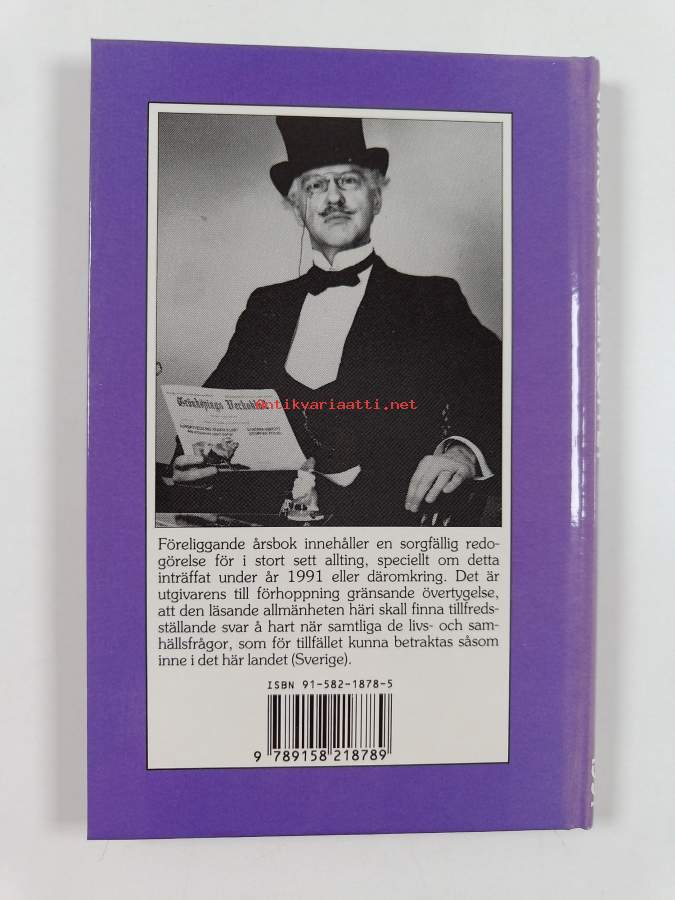 Grönköpings Veckoblad
antikvariaatti.net
Föreliggande årsbok innehåller en sorgfällig redo-
görelse för i stort sett allting, speciellt om detta
inträffat under år 1991 eller däromkring. Det är
utgivarens till förhoppning gränsande övertygelse,
att den läsande allmänheten häri skall finna tillfreds-
ställande svar å hart när samtliga de livs- och sam-
hällsfrågor, som för tillfället kunna betraktas såsom
inne i det här landet (Sverige).
ISBN 91-582-1878-5
9 789158 218789
1991